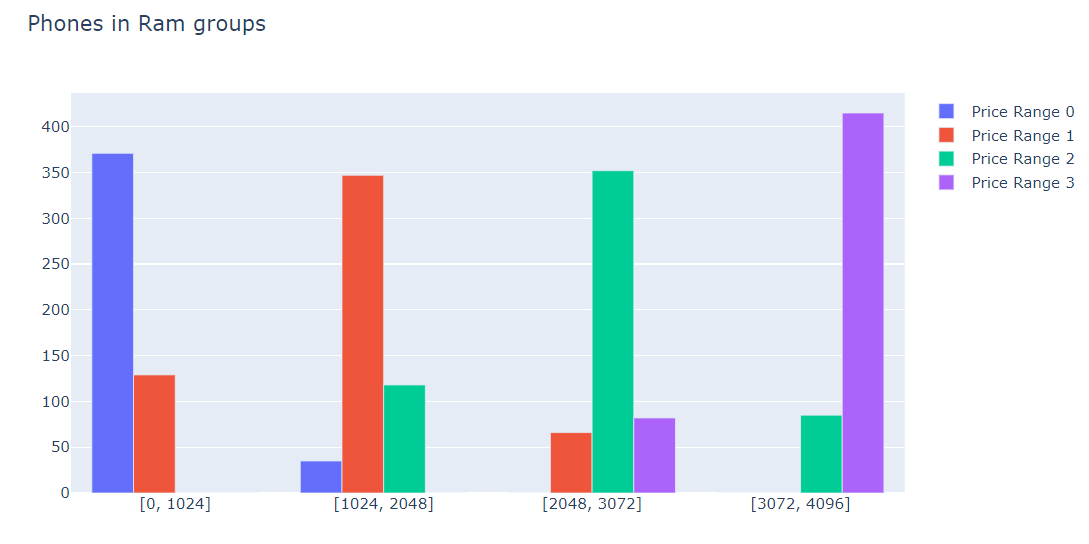 Phones in Ram groups
400
350
300
250
200
150
100
50
0
[0, 1024]
[1024, 2048]
[2048, 3072]
[3072, 4096]
Price Range 0
Price Range 1
Price Range 2
Price Range 3